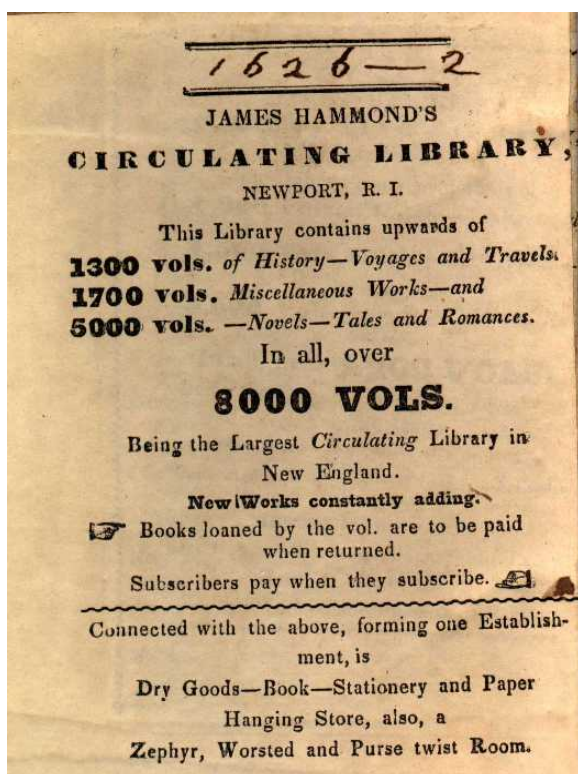 1626—2
JAMES HAMMOND'S
CIRCULATING LIBRARY,
NEWPORT, R. I.
This Library contains upwards of
1300 vols. of History—Voyages and Travels.
1700 vols. Miscellaneous Works—and
5000 vols. —Novels—Tales and Romances.
In all, over
8000 VOLS.
Being the Largest Circulating Library in
New England.
New Works constantly adding.
Books loaned by the vol. are to be paid
when returned.
Subscribers pay when they subscribe.
Connected with the above, forming one Establish-
ment, is
Dry Goods—Book—Stationery and Paper
Hanging Store, also, a
Zephyr, Worsted and Purse twist Room.